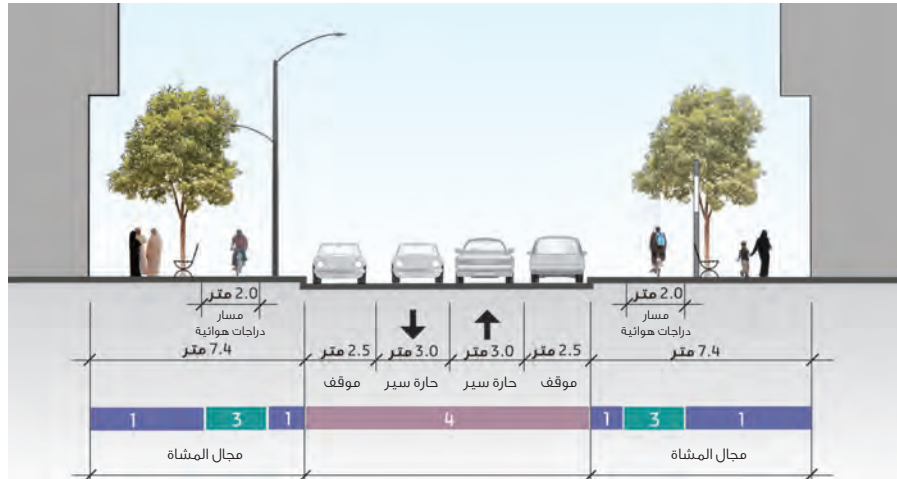 2.0 متر
مسار
دراجات هوائية
2.0 متر
مسار
دراجات هوائية
7.4 متر
2.5 متر
3.0 متر
3.0 متر
2.5 متر
7.4 متر
موقف
حارة سير
حارة سير
موقف
1
3
1
4
1
3
1
مجال المشاة
مجال المشاة